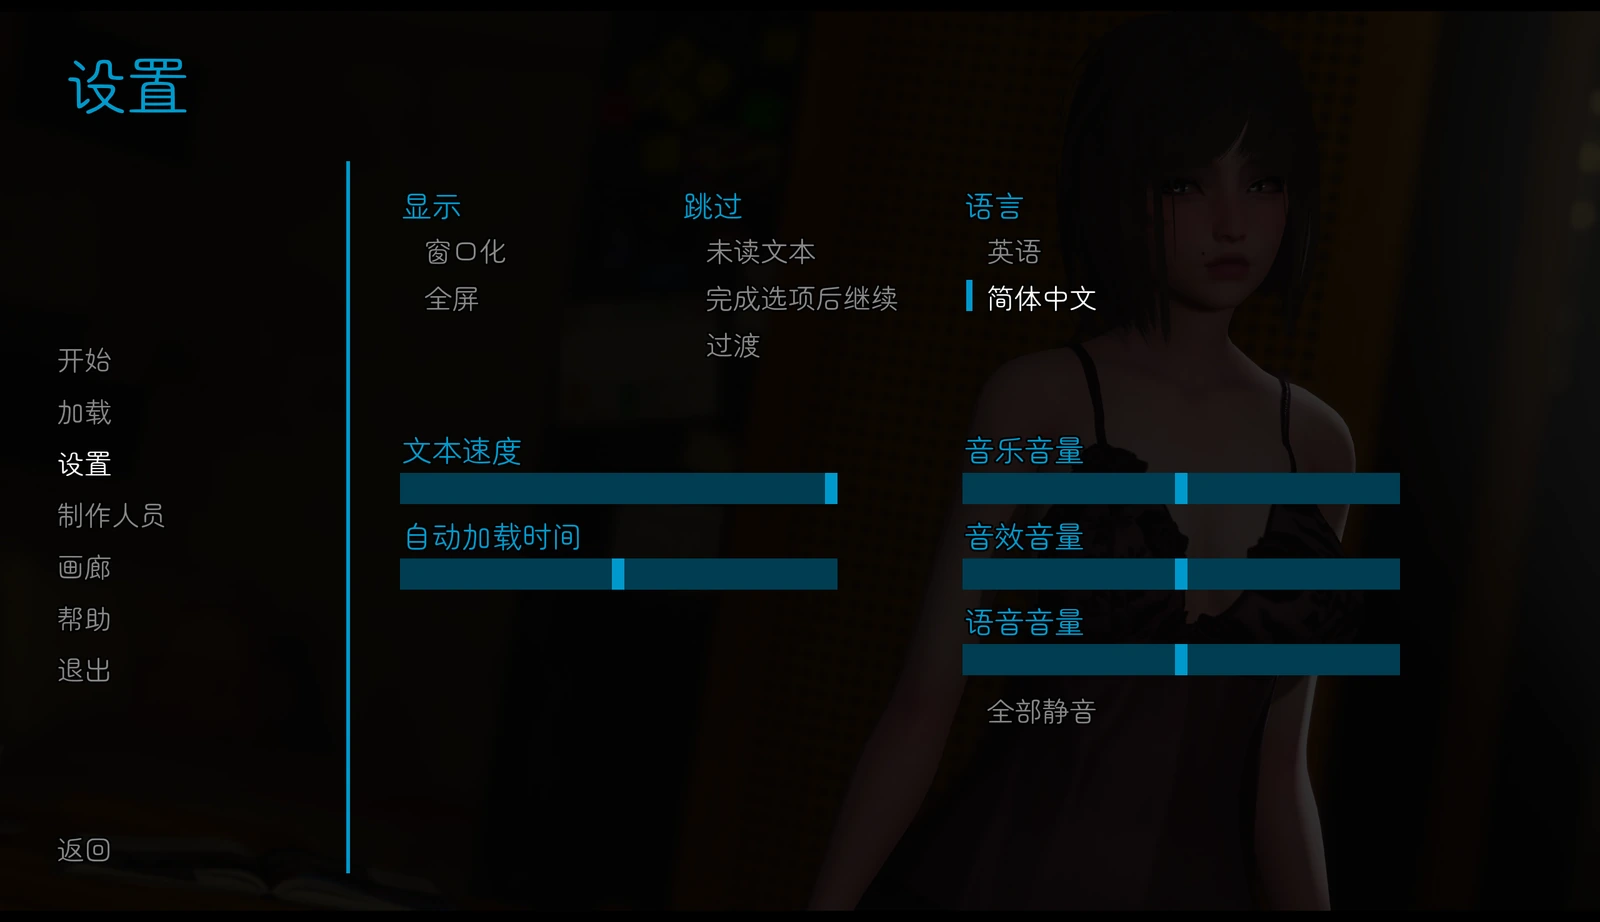 设置
开始
加载
设置
制作人员
画廊
帮助
退出
返回
显示
窗口化
全屏
跳过
未读文本
完成选项后继续
过渡
语言
英语
简体中文
文本速度
自动加载时间
音乐音量
音效音量
语音音量
全部静音